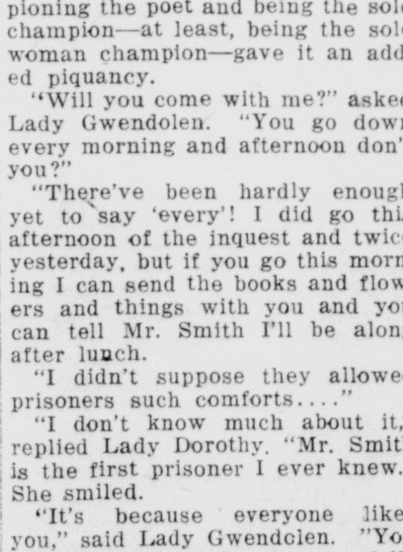 pioning the poet and being the sol
champion—at least, being the sol
woman champion—gave it an add
ed piquancy.
"Will you come with me?" aske
Lady Gwendolen. "You go dow
every morning and afternoon don'
you?"
"There've been hardly enoug
yet to say 'every'! I did go thi
afternoon of the inquest and twic
yesterday, but if you go this morn
ing I can send the books and flow
ers and things with you and yo
can tell Mr. Smith I'll be alon
after lunch.
"I didn't suppose they allowe
prisoners such comforts...."
"I don't know much about it,
replied Lady Dorothy. "Mr. Smit
is the first prisoner I ever knew.
She smiled.
"It's because everyone like
you," said Lady Gwendolen. "Yo